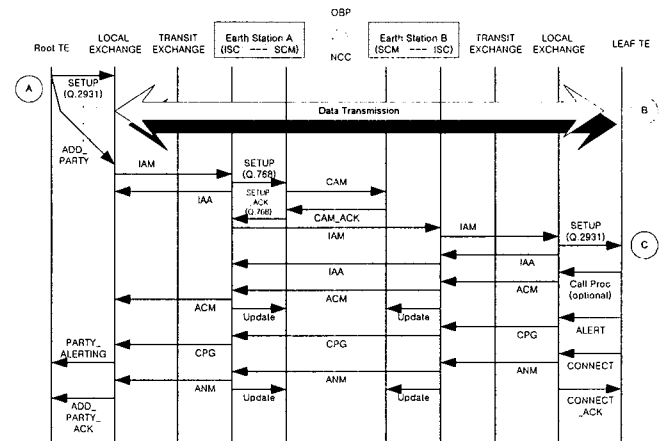 OBP
Root TE
LOCAL
EXCHANGE
TRANSIT
EXCHANGE
Earth Station A
(ISC --- SCM)
NCC
Earth Station B
(SCM --- ISC)
TRANSIT
EXCHANGE
LOCAL
EXCHANGE
LEAF TE
A
SETUP
(Q.2931)
Data Transmission
B
ADD_
PARTY
IAM
SETUP
(Q.768)
CAM
IAA
SETUP
_ACK
(Q.768)
CAM_ACK
IAM
IAM
SETUP
(Q.2931)
C
IAA
IAA
Call Proc
(optional)
ACM
ACM
ACM
Update
Update
ALERT
PARTY_
ALERTING
CPG
CPG
CPG
CONNECT
ANM
ANM
ANM
ADD_
PARTY_
ACK
Update
Update
CONNECT
_ACK